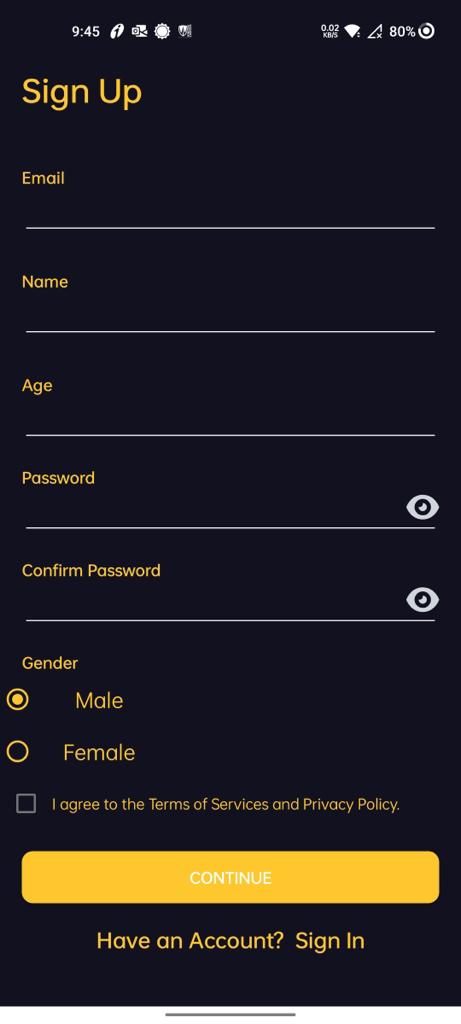 9:45 0.02 KB/S 80%
Sign Up
Email
Name
Age
Password
Confirm Password
Gender
Male
Female
I agree to the Terms of Services and Privacy Policy.
CONTINUE
Have an Account? Sign In